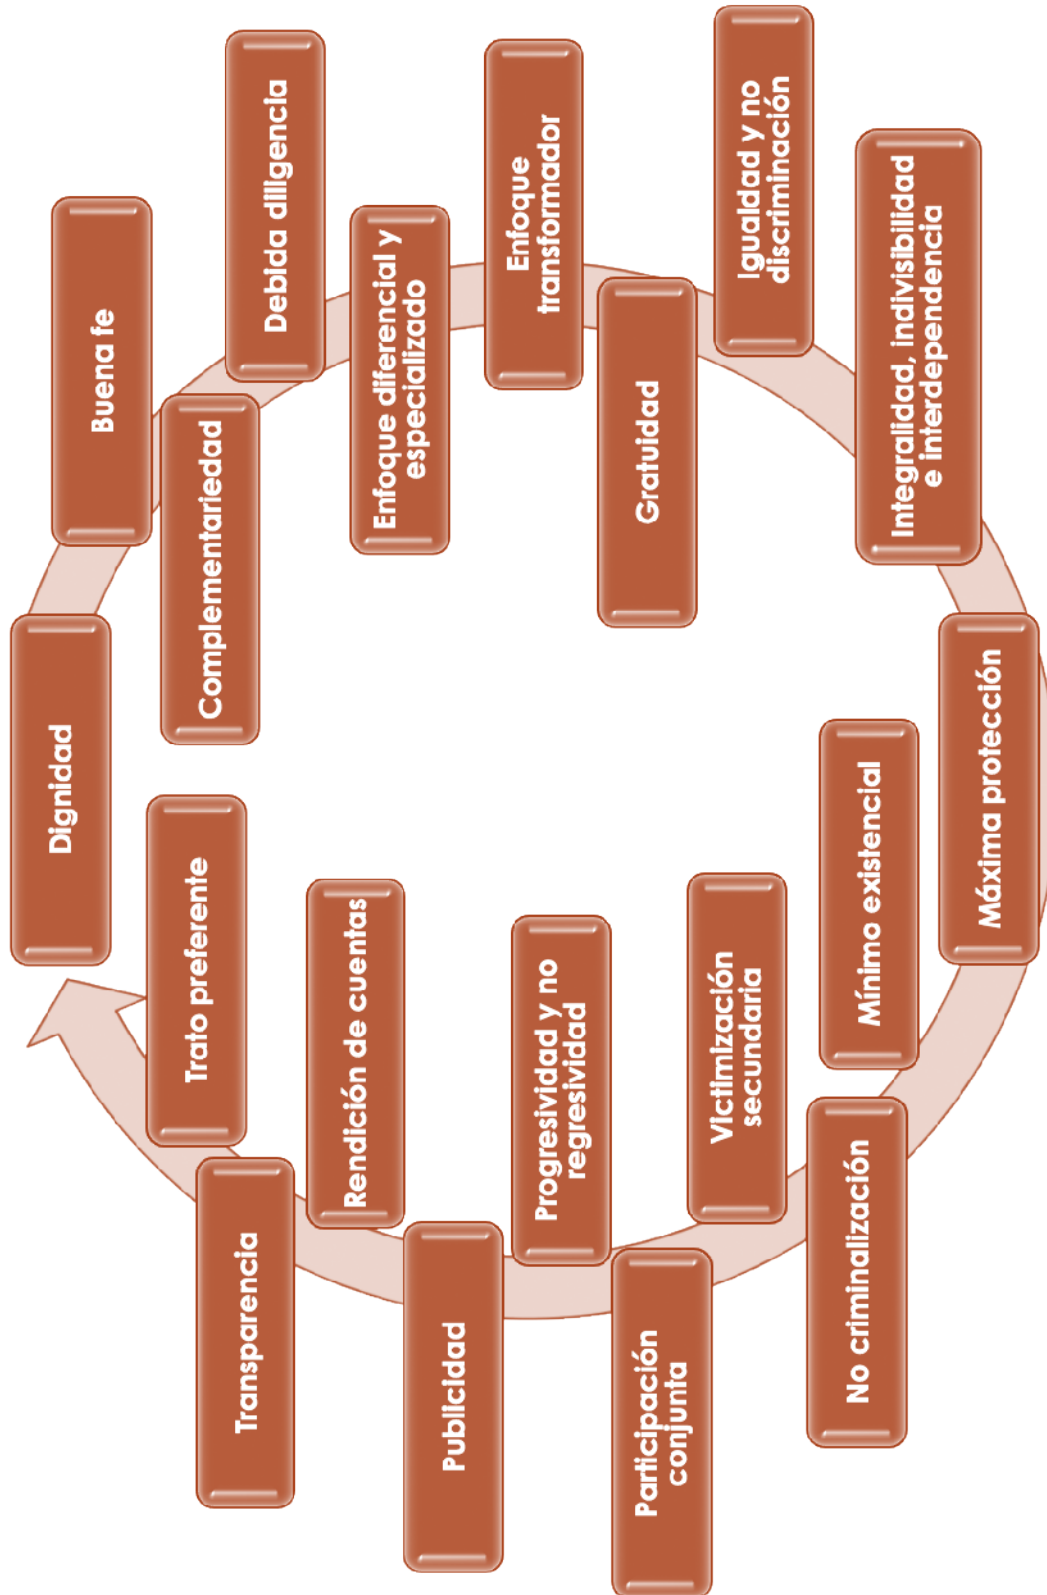 Dignidad
Buena fe
Complementariedad
Debida diligencia
Enfoque diferencial y
especializado
Enfoque
transformador
Gratuidad
Igualdad y no
discriminación
Integralidad, indivisibilidad
e interdependencia
Máxima protección
Mínimo existencial
No criminalización
Victimización
secundaria
Participación
conjunta
Progresividad y no
regresividad
Publicidad
Rendición de cuentas
Transparencia
Trato preferente